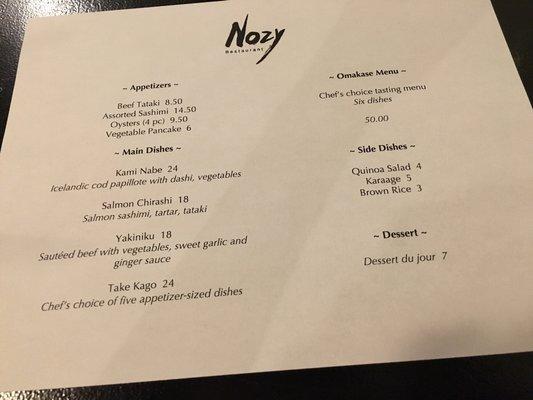 Nozy
Restaurant
~ Appetizers ~
Beef Tataki 8.50
Assorted Sashimi 14.50
Oysters (4 pc) 9.50
Vegetable Pancake 6
~ Main Dishes ~
Kami Nabe 24
Icelandic cod papillote with dashi, vegetables
Salmon Chirashi 18
Salmon sashimi, tartar, tataki
Yakiniku 18
Sautéed beef with vegetables, sweet garlic and
ginger sauce
Take Kago 24
Chef's choice of five appetizer-sized dishes
~ Omakase Menu ~
Chef's choice tasting menu
Six dishes
50.00
~ Side Dishes ~
Quinoa Salad 4
Karaage 5
Brown Rice 3
~ Dessert ~
Dessert du jour 7